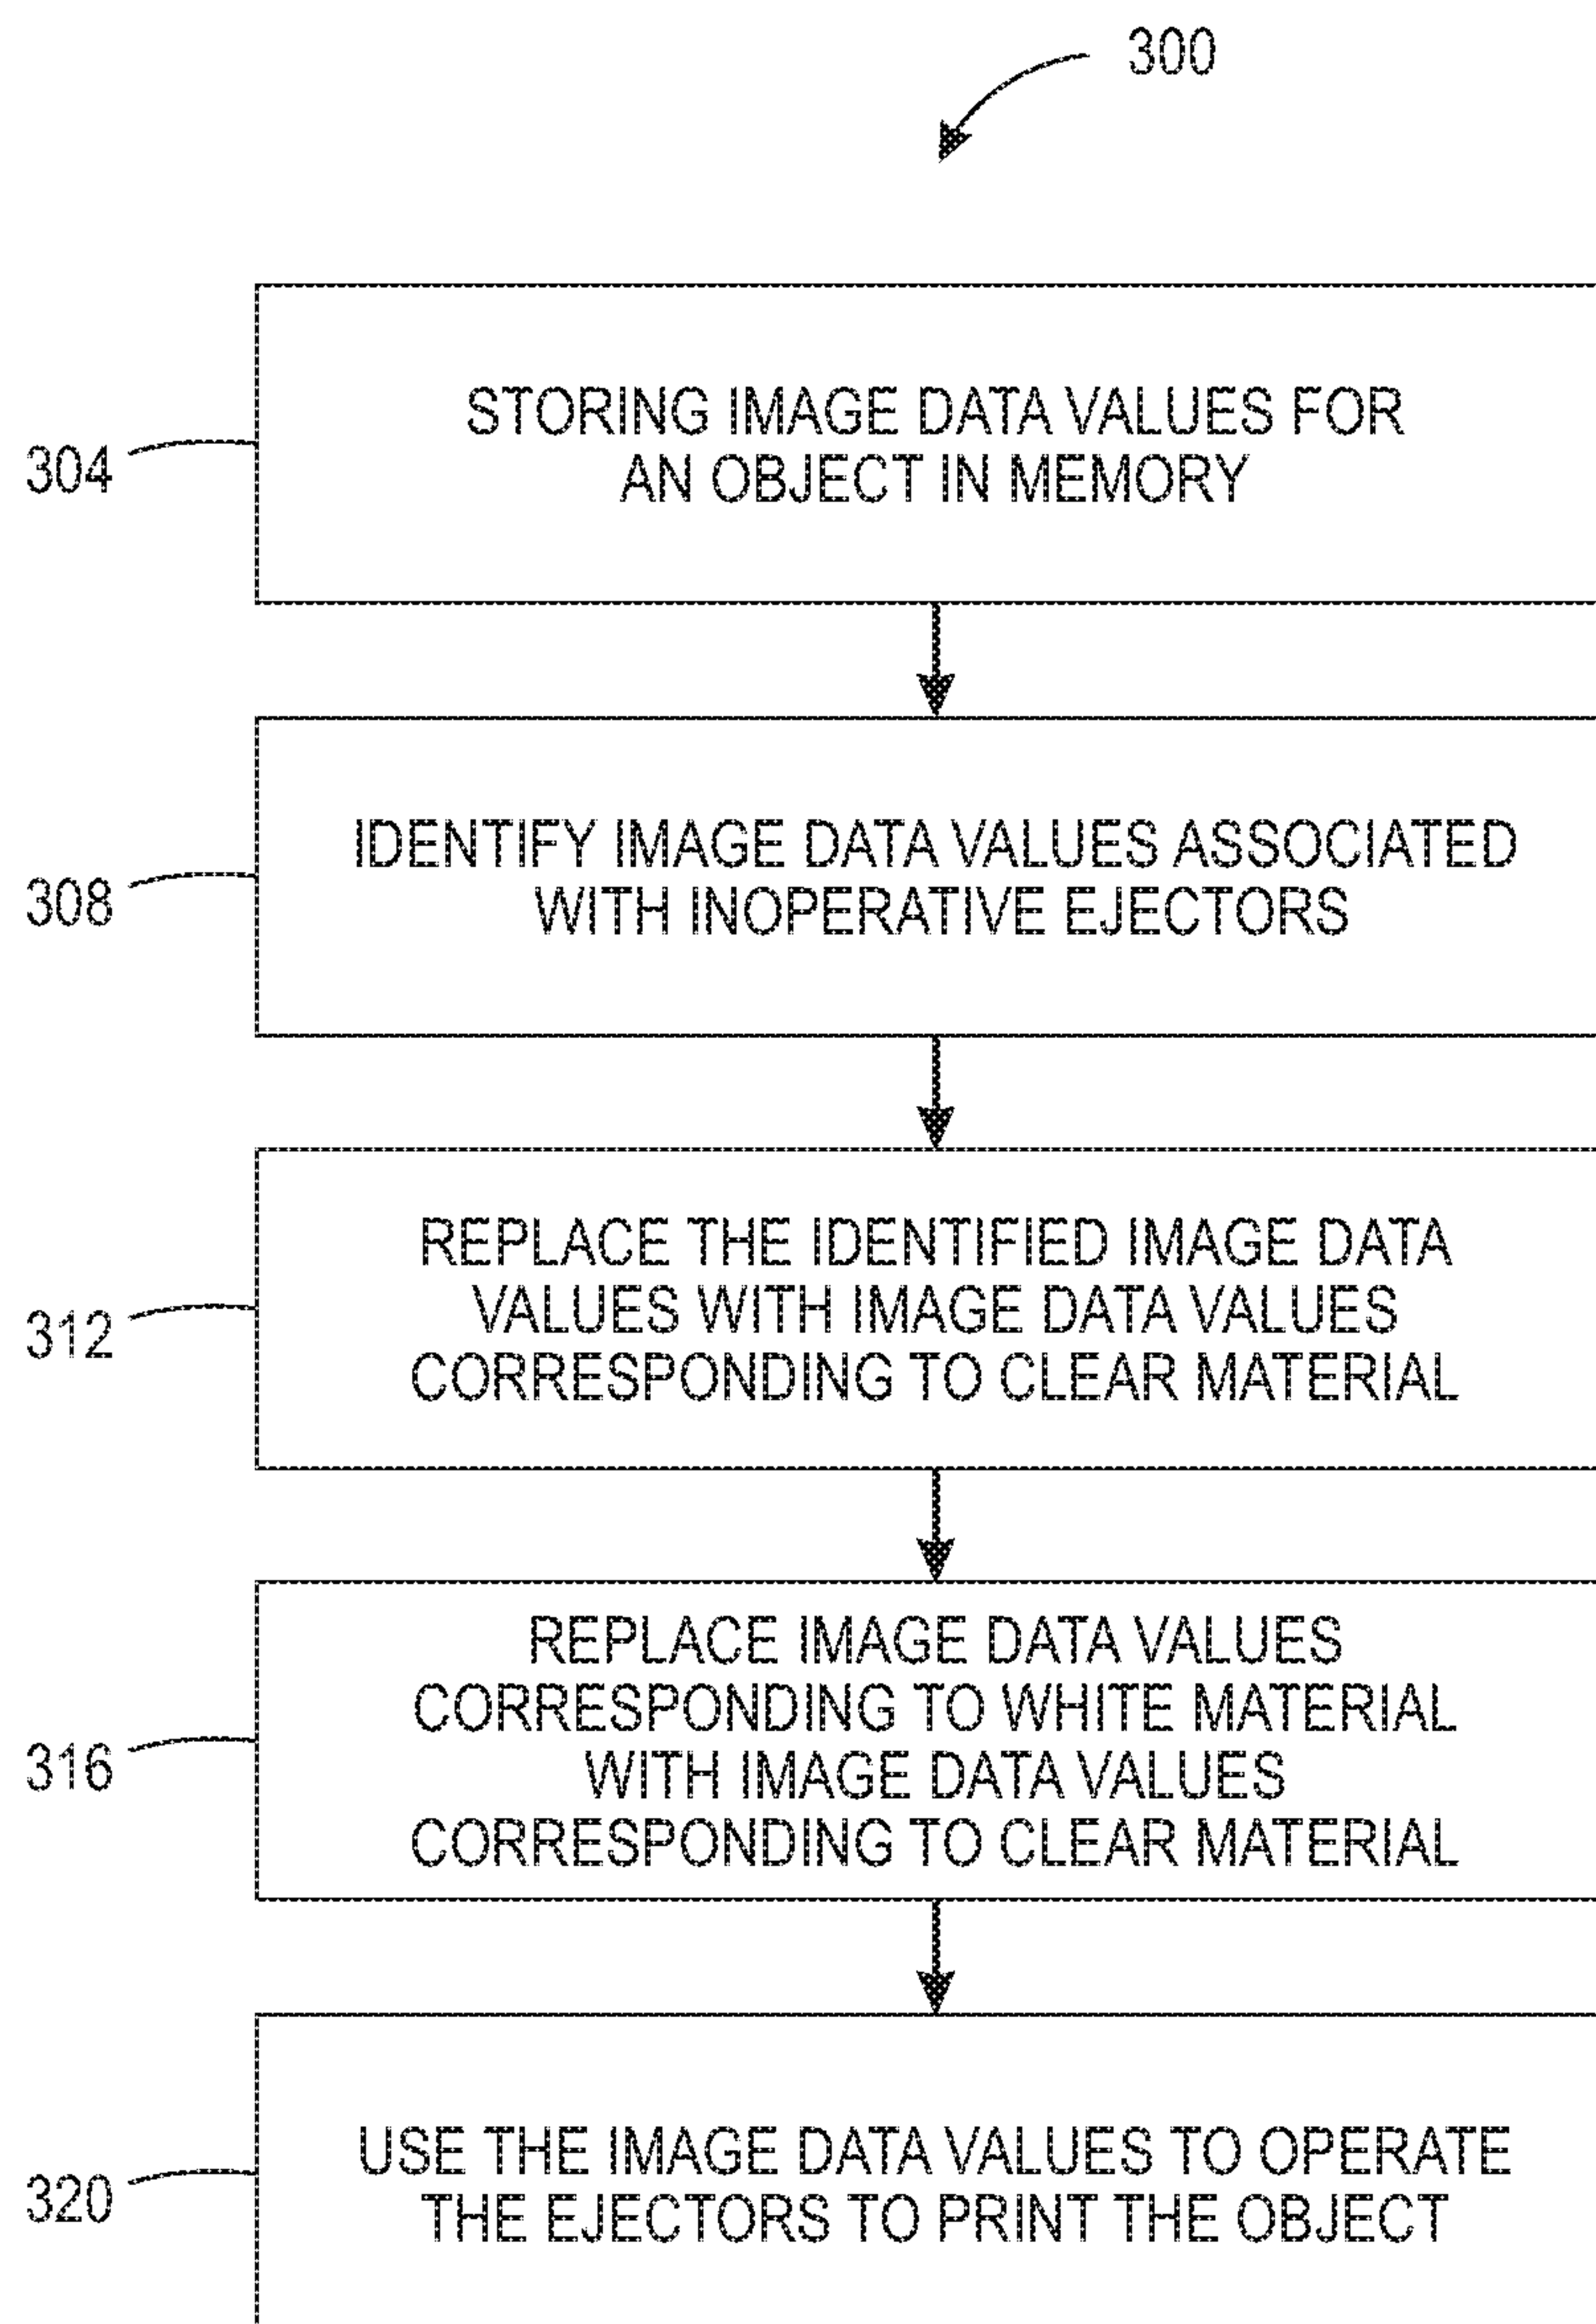 300
304
STORING IMAGE DATA VALUES FOR
AN OBJECT IN MEMORY
308
IDENTIFY IMAGE DATA VALUES ASSOCIATED
WITH INOPERATIVE EJECTORS
312
REPLACE THE IDENTIFIED IMAGE DATA
VALUES WITH IMAGE DATA VALUES
CORRESPONDING TO CLEAR MATERIAL
316
REPLACE IMAGE DATA VALUES
CORRESPONDING TO WHITE MATERIAL
WITH IMAGE DATA VALUES
CORRESPONDING TO CLEAR MATERIAL
320
USE THE IMAGE DATA VALUES TO OPERATE
THE EJECTORS TO PRINT THE OBJECT